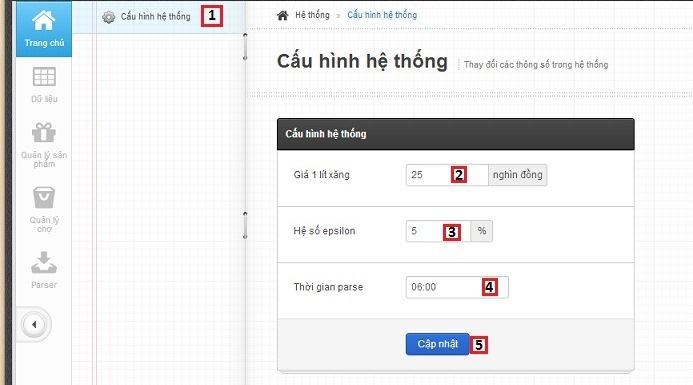 Cấu hình hệ thống 1
Hệ thống » Cấu hình hệ thống
Trang chủ
Cấu hình hệ thống Thay đổi các thông số trong hệ thống
Dữ liệu
Quản lý sản
phẩm
Quản lý
chợ
Parser
Cấu hình hệ thống
Giá 1 lít xăng 25 2 nghìn đồng
Hệ số epsilon 5 3 %
Thời gian parse 06:00 4
Cập nhật 5